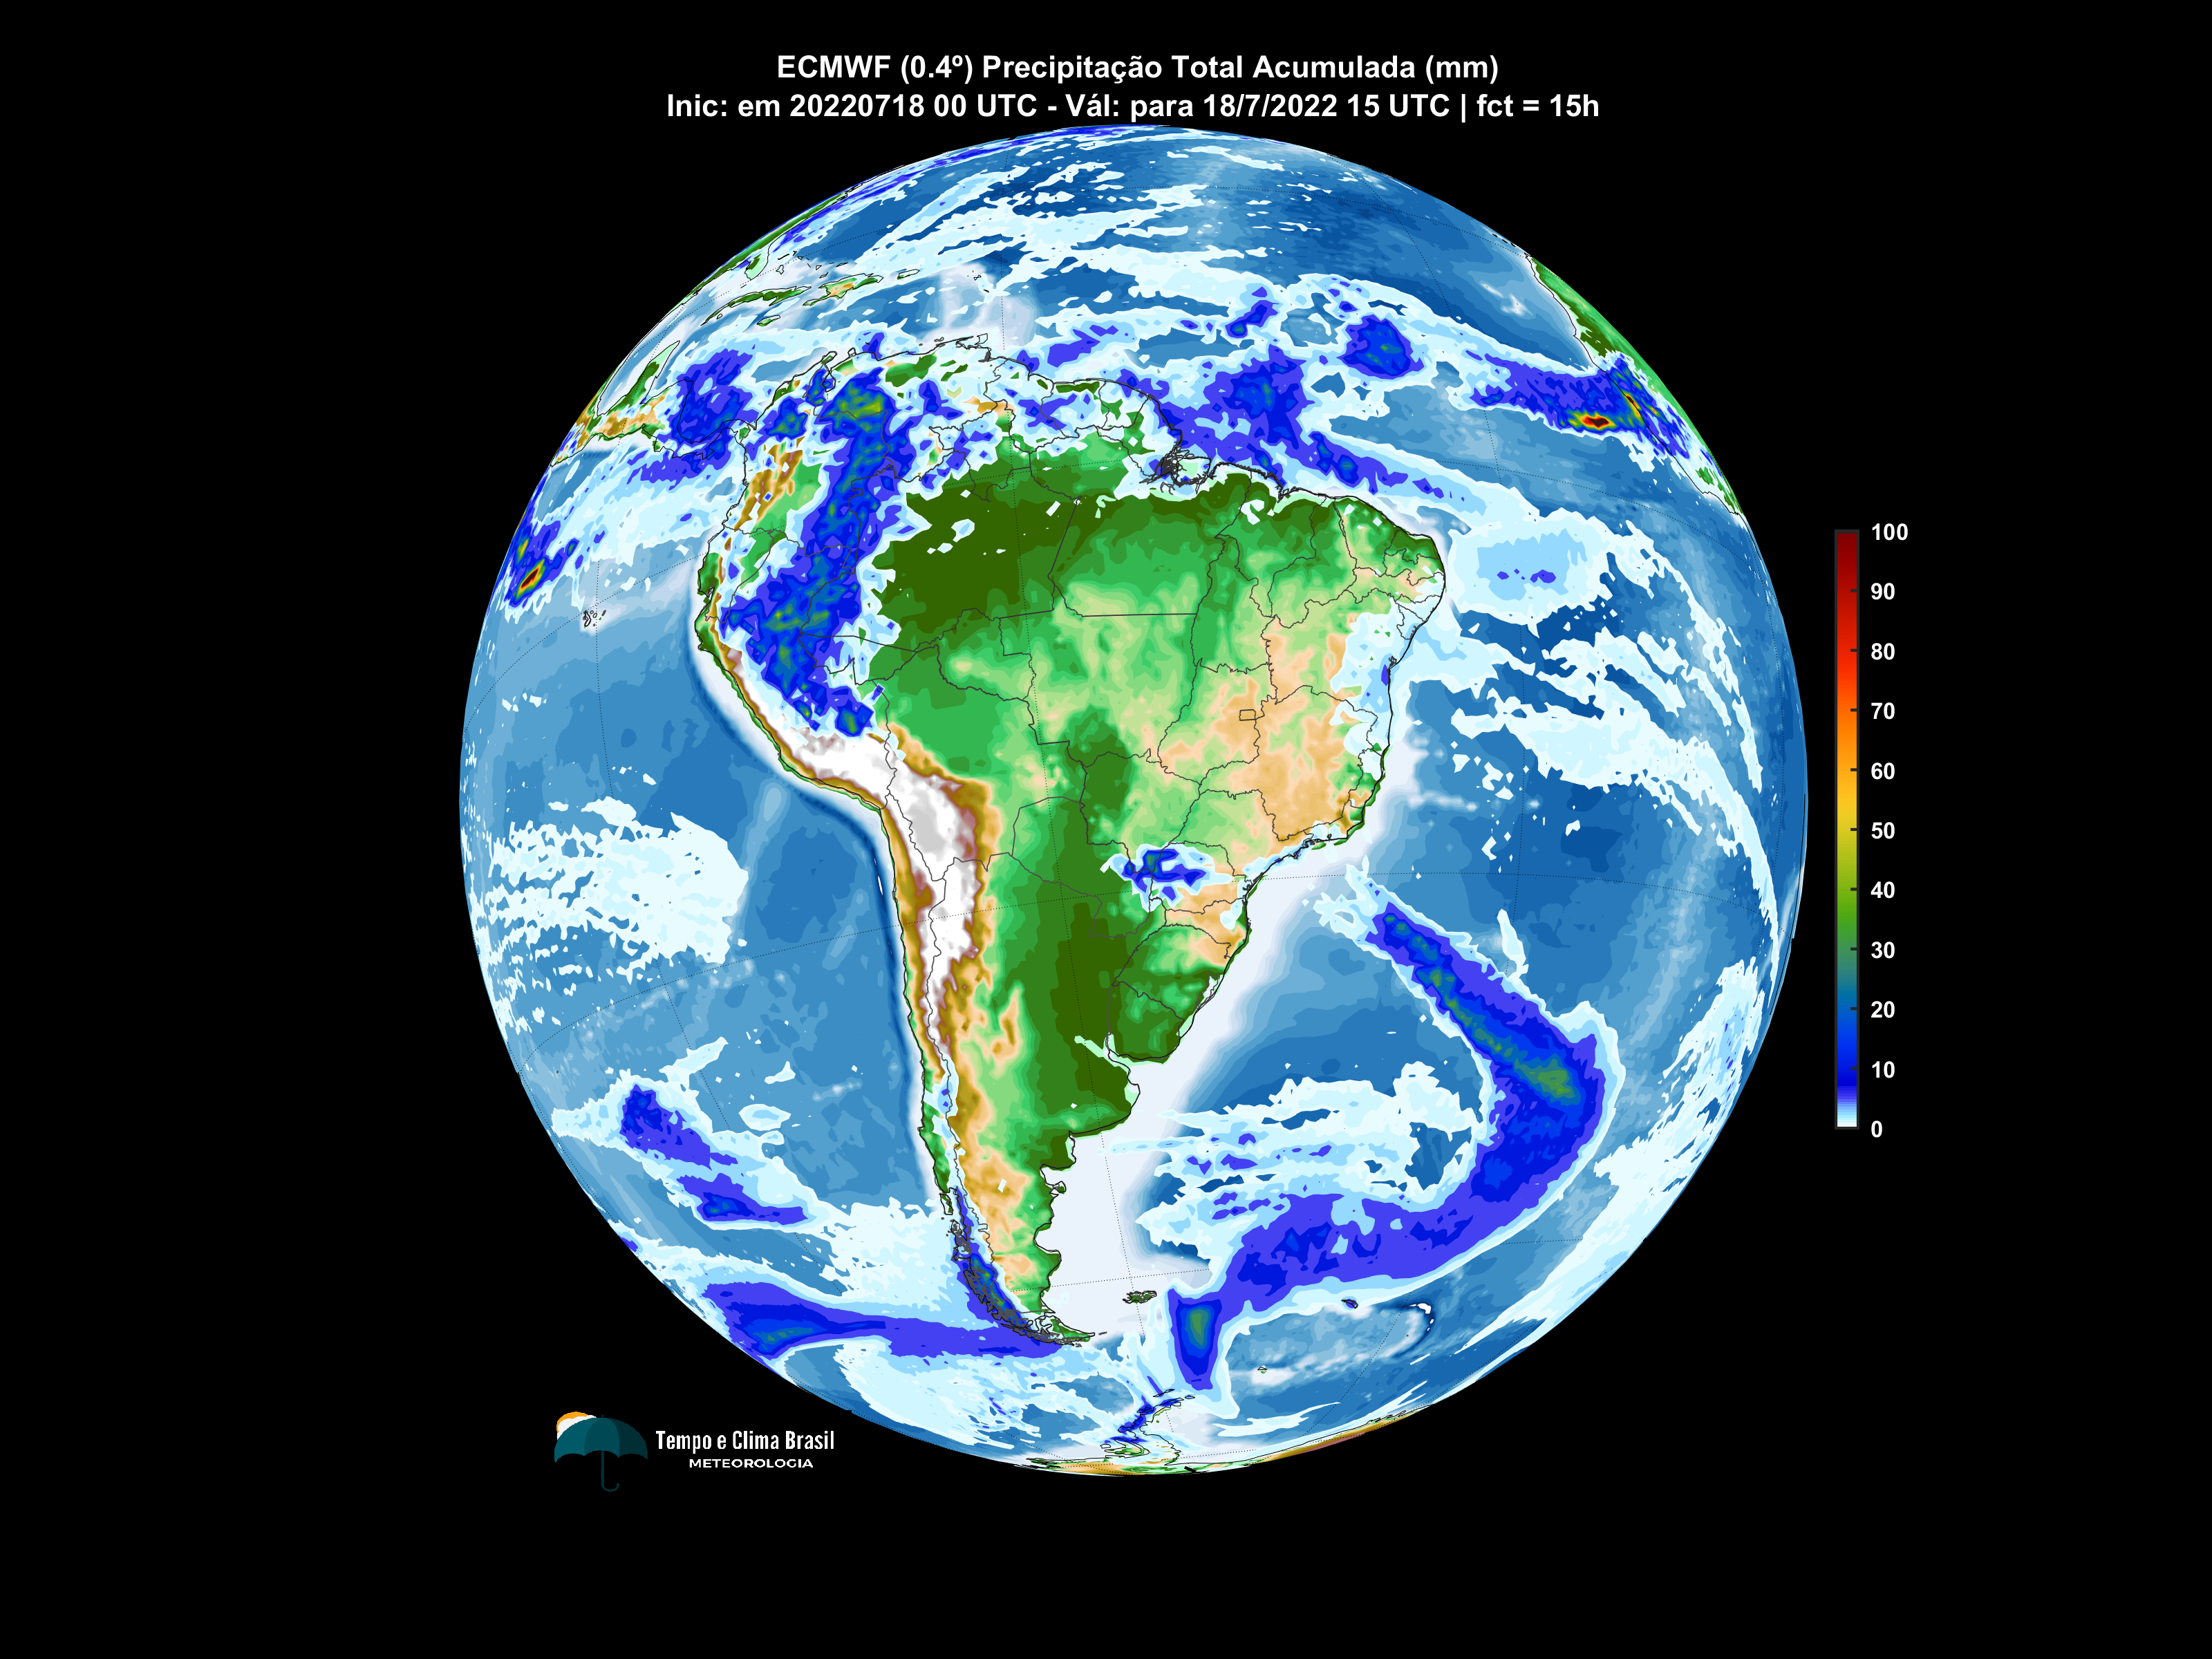 ECMWF (0.4º) Precipitação Total Acumulada (mm)
Inic: em 20220718 00 UTC - Vál: para 18/7/2022 15 UTC | fct = 15h
100
90
80
70
60
50
40
30
20
10
0
Tempo e Clima Brasil
METEOROLOGIA